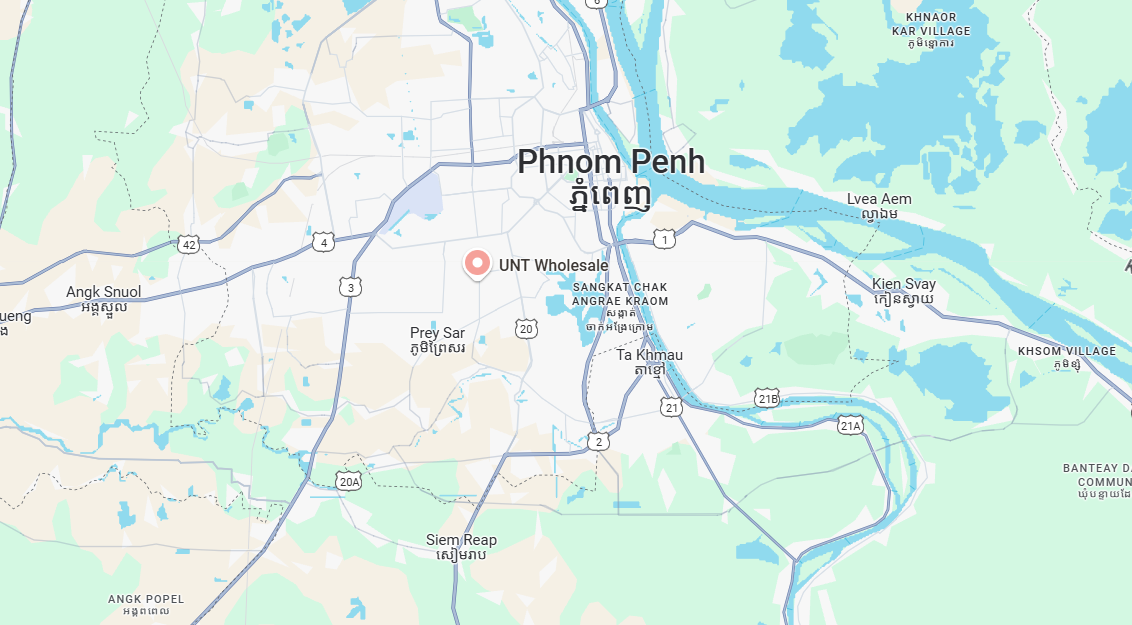 6
KHNAOR
KAR VILLAGE
ភូមិខ្នោការ
Phnom Penh
ភ្នំពេញ
Lvea Aem
ល្វាឯម
42
4
1
UNT Wholesale
3
SANGKAT CHAK
ANGRAE KRAOM
សង្កាត់
ចាក់អង្រែក្រោម
Kien Svay
កៀនស្វាយ
Angk Snuol
អង្គស្នួល
ueng
ង
20
Prey Sar
ភូមិព្រៃសរ
Ta Khmau
តាខ្មៅ
KHSOM VILLAGE
ភូមិខ្សុំ
21B
21
21A
2
20A
BANTEAY DA
COMMUN
ឃុំបន្ទាយដែ
Siem Reap
សៀមរាប
ANGK POPEL
អង្គពពេល